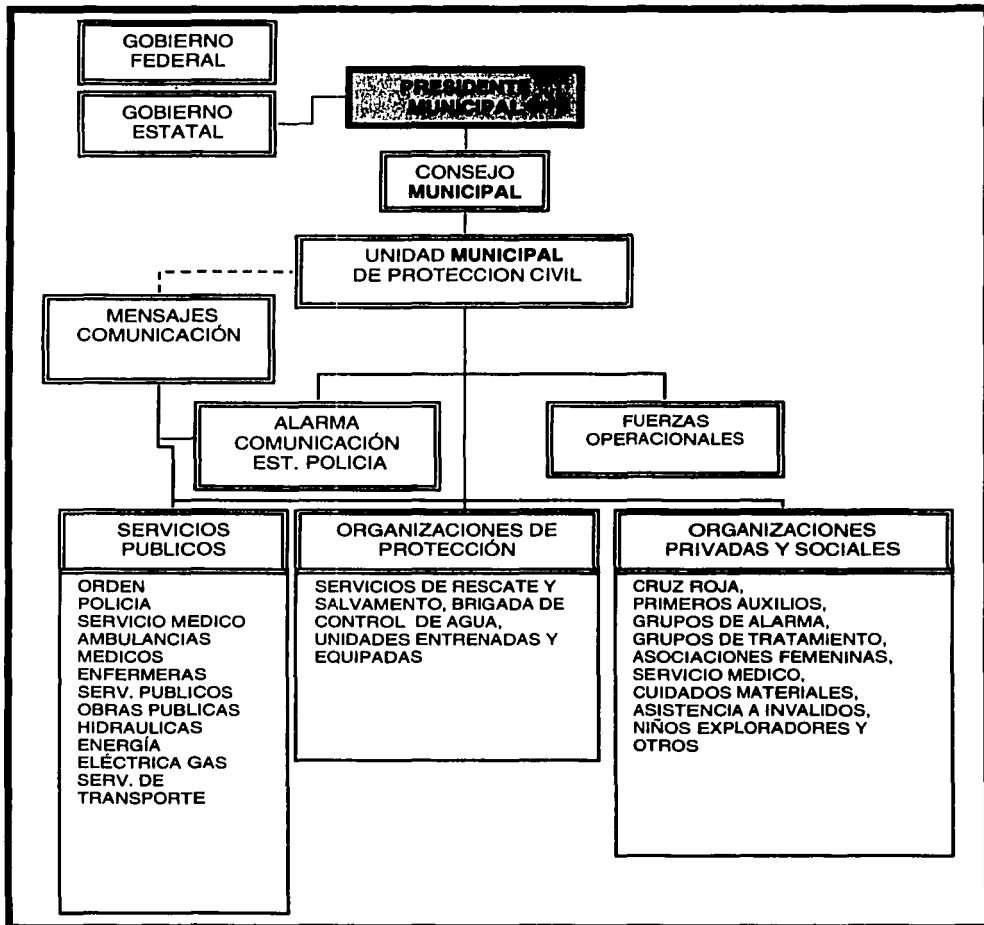 GOBIERNO
FEDERAL
GOBIERNO
ESTATAL
PRESIDENTE
MUNICIPAL
CONSEJO
MUNICIPAL
UNIDAD MUNICIPAL
DE PROTECCION CIVIL
MENSAJES
COMUNICACIÓN
ALARMA
COMUNICACIÓN
EST. POLICIA
FUERZAS
OPERACIONALES
SERVICIOS
PUBLICOS
ORDEN
POLICIA
SERVICIO MEDICO
AMBULANCIAS
MEDICOS
ENFERMERAS
SERV. PUBLICOS
OBRAS PUBLICAS
HIDRAULICAS
ENERGÍA
ELÉCTRICA GAS
SERV. DE
TRANSPORTE
ORGANIZACIONES DE
PROTECCIÓN
SERVICIOS DE RESCATE Y
SALVAMENTO, BRIGADA DE
CONTROL DE AGUA,
UNIDADES ENTRENADAS Y
EQUIPADAS
ORGANIZACIONES
PRIVADAS Y SOCIALES
CRUZ ROJA,
PRIMEROS AUXILIOS,
GRUPOS DE ALARMA,
GRUPOS DE TRATAMIENTO,
ASOCIACIONES FEMENINAS,
SERVICIO MEDICO,
CUIDADOS MATERIALES,
ASISTENCIA A INVALIDOS,
NIÑOS EXPLORADORES Y
OTROS